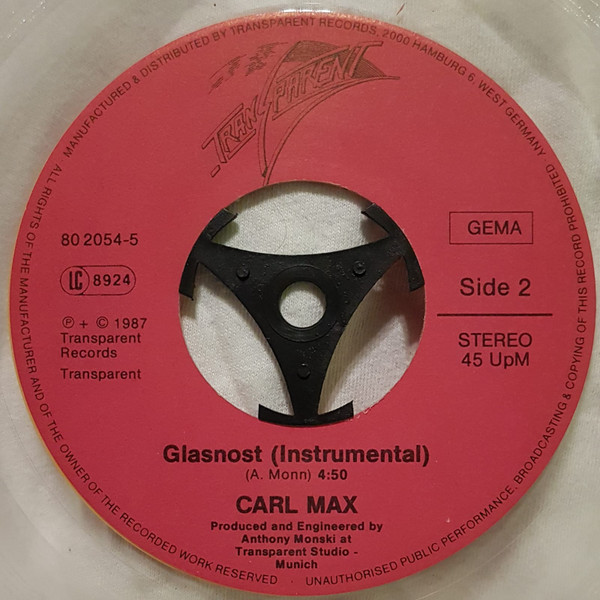 MANUFACTURED & DISTRIBUTED BY TRANSPARENT RECORDS, 2000 HAMBURG 6, WEST GERMANY
TRANSPARENT
80 2054-5
LC 8924
℗ + © 1987
Transparent
Records
Transparent
GEMA
Side 2
STEREO
45 UpM
Glasnost (Instrumental)
(A. Monn) 4:50
CARL MAX
Produced and Engineered by
Anthony Monski at
Transparent Studio -
Munich
ALL RIGHTS OF THE MANUFACTURER AND OF THE OWNER OF THE RECORDED WORK RESERVED - UNAUTHORISED PUBLIC PERFORMANCE, BROADCASTING & COPYING OF THIS RECORD PROHIBITED